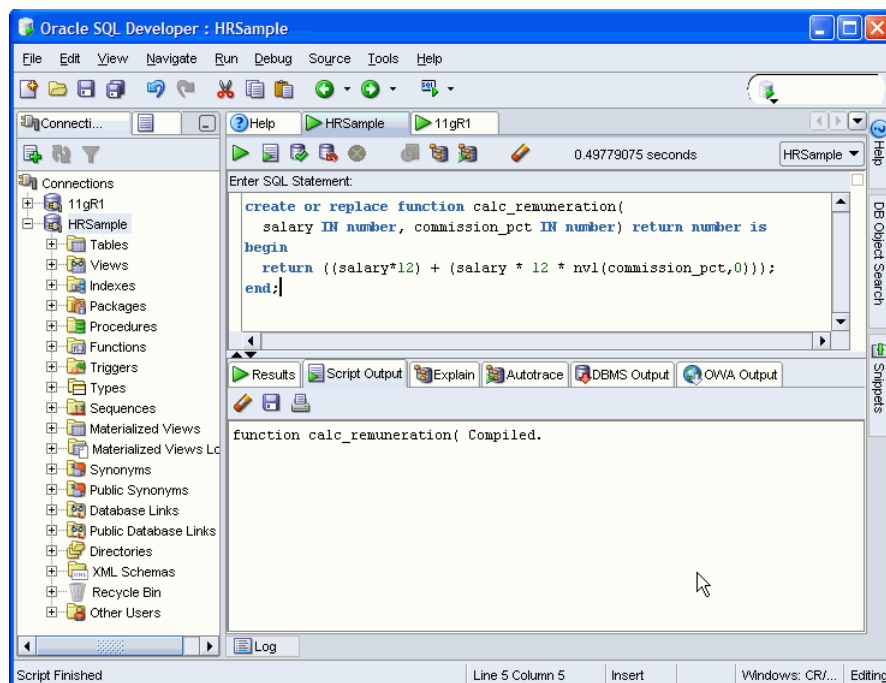 Oracle SQL Developer : HRSample
File Edit View Navigate Run Debug Source Tools Help
Connecti...
Help HRSample 11gR1
0.49779075 seconds HRSample
Enter SQL Statement:
Connections
11gR1
HRSample
Tables
Views
Indexes
Packages
Procedures
Functions
Triggers
Types
Sequences
Materialized Views
Materialized Views Lo
Synonyms
Public Synonyms
Database Links
Public Database Links
Directories
XML Schemas
Recycle Bin
Other Users
create or replace function calc_remuneration(
salary IN number, commission_pct IN number) return number is
begin
return ((salary*12) + (salary * 12 * nvl(commission_pct,0)));
end;
Results Script Output Explain Autotrace DBMS Output OWA Output
function calc_remuneration( Compiled.
Help
DB Object Search
Snippets
Log
Script Finished Line 5 Column 5 Insert Windows: CR/... Editing